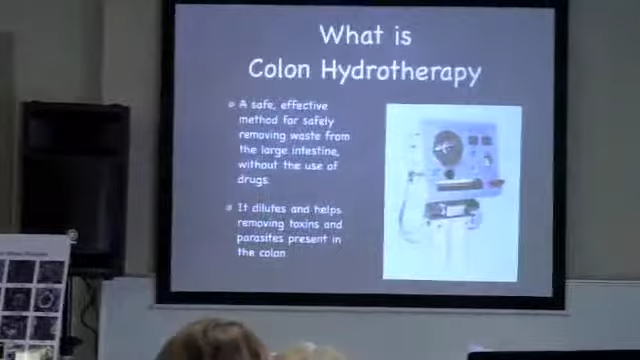 What is
Colon Hydrotherapy
A safe, effective
method for safely
removing waste from
the large intestine,
without the use of
drugs.
It dilutes and helps
removing toxins and
parasites present in
the colon